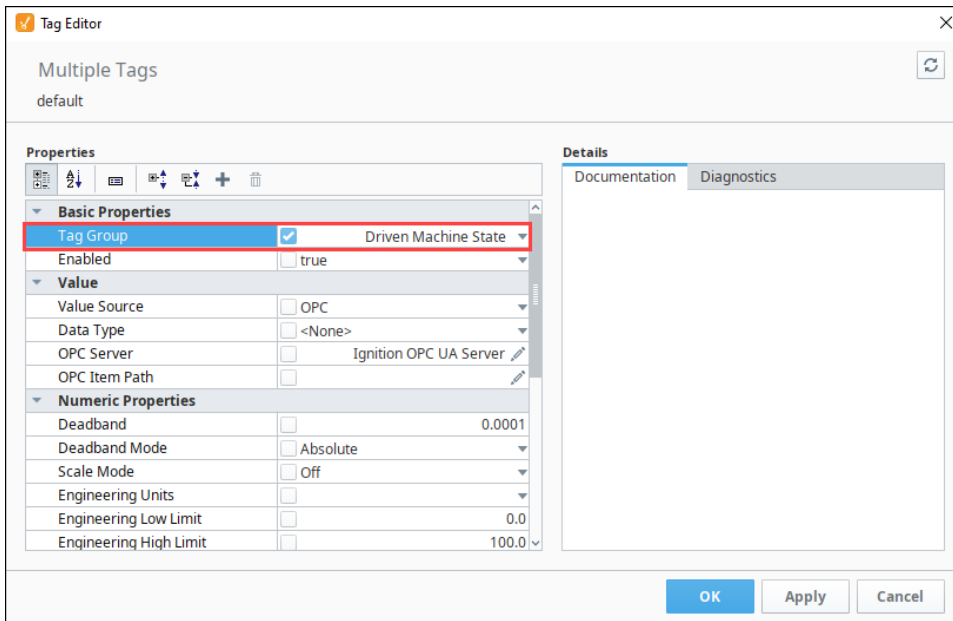 Tag Editor
Multiple Tags
default
Properties
Details
Documentation Diagnostics
Basic Properties
Tag Group Driven Machine State
Enabled true
Value
Value Source OPC
Data Type <None>
OPC Server Ignition OPC UA Server
OPC Item Path
Numeric Properties
Deadband 0.0001
Deadband Mode Absolute
Scale Mode Off
Engineering Units
Engineering Low Limit 0.0
Engineering High Limit 100.0
OK Apply Cancel